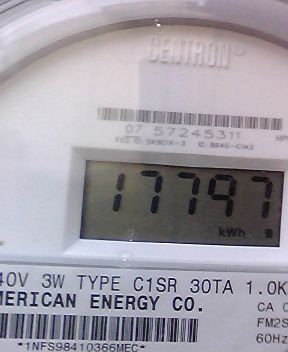 CENTRON
07 57245311
17797
kWh
40V 3W TYPE C1SR 30TA 1.0K
MERICAN ENERGY CO.
CA
FM2S
60Hz
*1NFS98410366MEC*